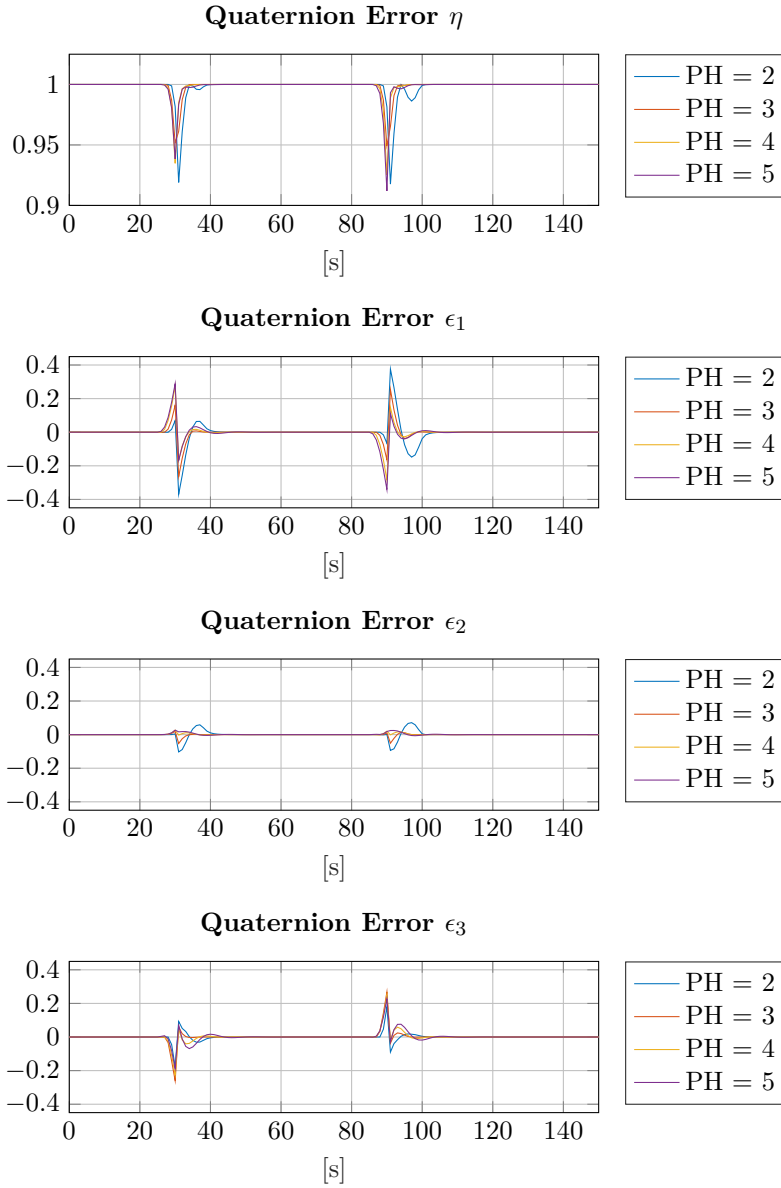 Quaternion Error η
1
0.95
0.9
0 20 40 60 80 100 120 140
[s]
PH = 2
PH = 3
PH = 4
PH = 5
Quaternion Error ϵ1
0.4
0.2
0
−0.2
−0.4
0 20 40 60 80 100 120 140
[s]
PH = 2
PH = 3
PH = 4
PH = 5
Quaternion Error ϵ2
0.4
0.2
0
−0.2
−0.4
0 20 40 60 80 100 120 140
[s]
PH = 2
PH = 3
PH = 4
PH = 5
Quaternion Error ϵ3
0.4
0.2
0
−0.2
−0.4
0 20 40 60 80 100 120 140
[s]
PH = 2
PH = 3
PH = 4
PH = 5